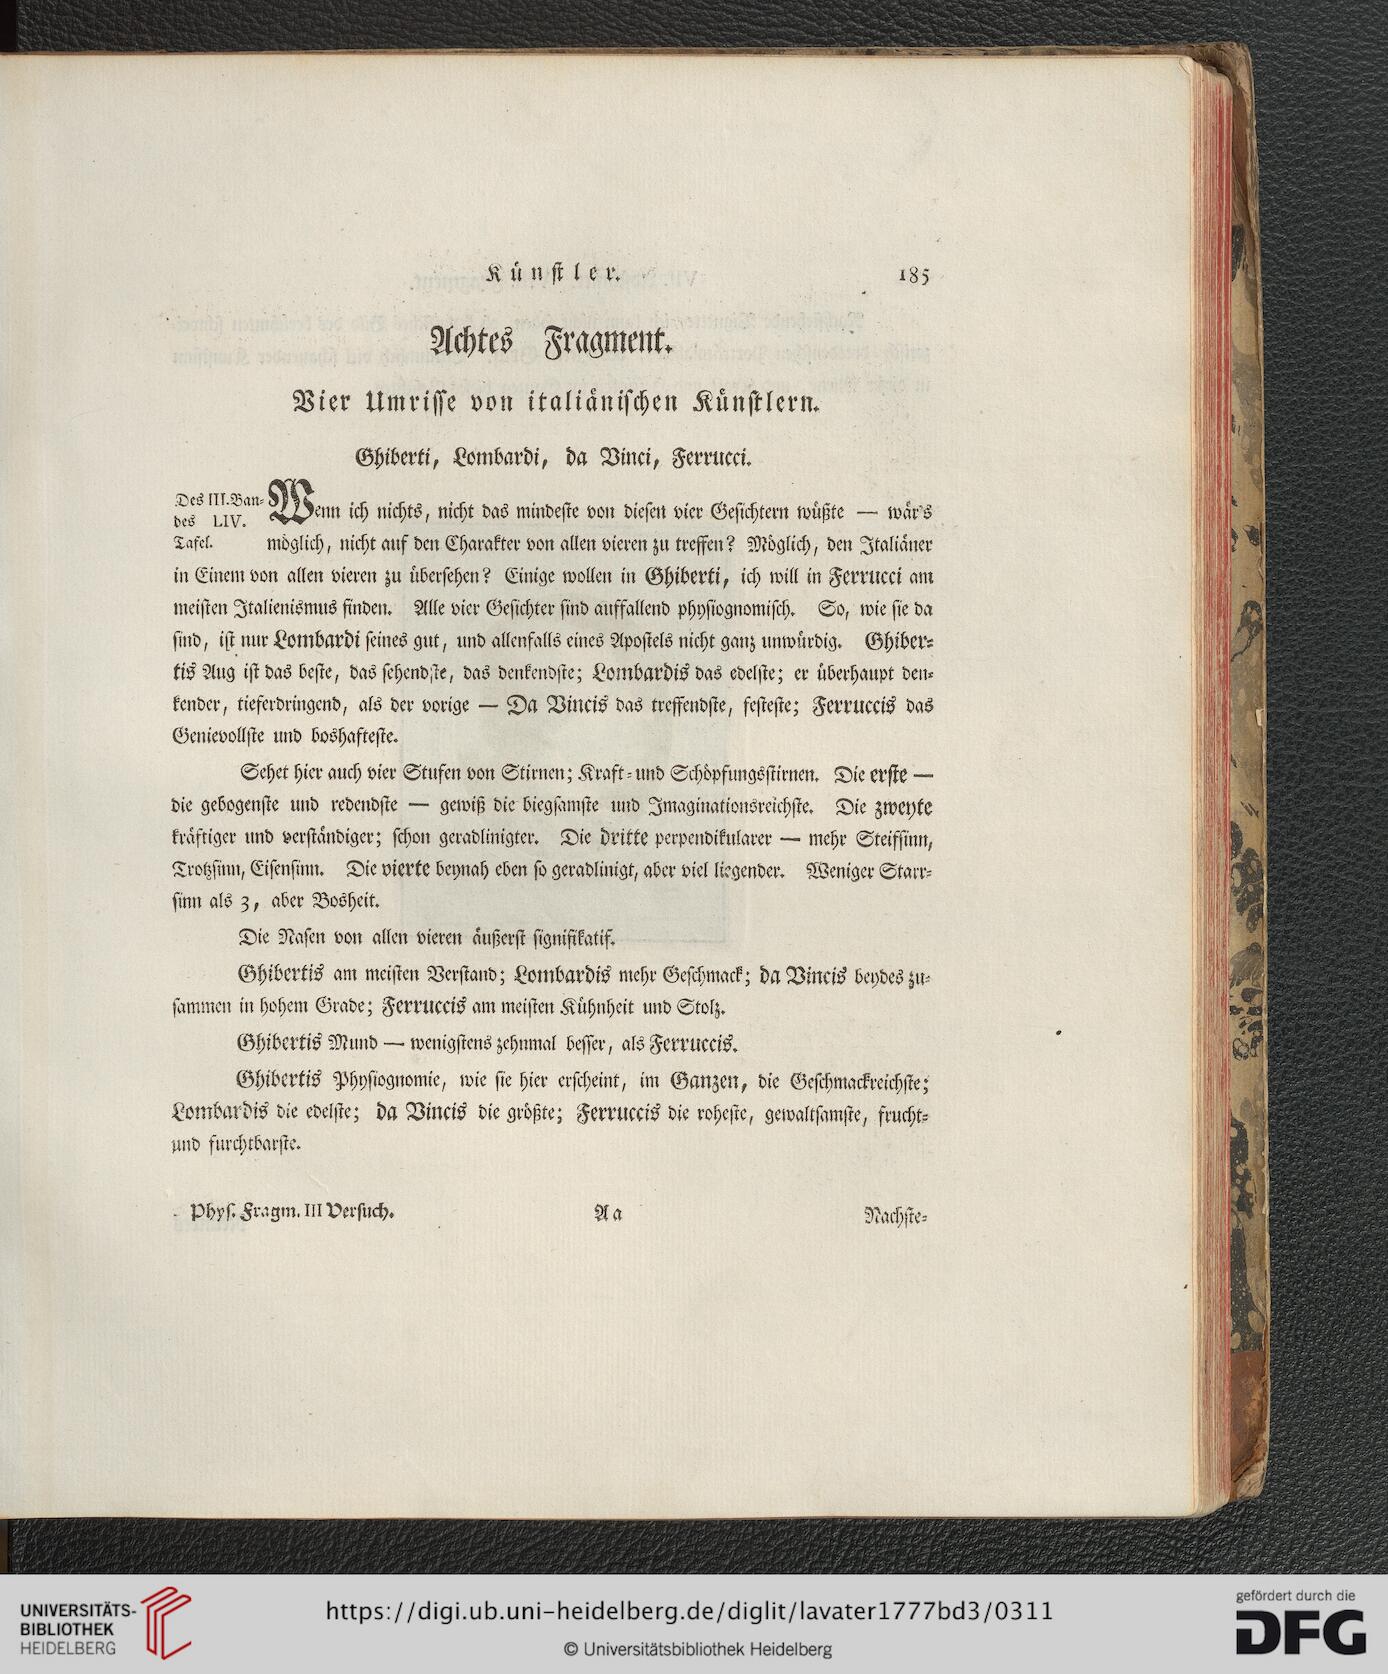 Künstler. 185
Achtes Fragment.
Vier Umrisse von italiänischen Künstlern.
Ghiberti, Lombardi, da Vinci, Ferrucci.
Des III. Ban-
des LIV.
Tafel.
Wenn ich nichts, nicht das mindeste von diesen vier Gesichtern wüßte — wär's
möglich, nicht auf den Charakter von allen vieren zu treffen? Möglich, den Italiäner
in Einem von allen vieren zu übersehen? Einige wollen in Ghiberti, ich will in Ferrucci am
meisten Italienismus finden. Alle vier Gesichter sind auffallend physiognomisch. So, wie sie da
sind, ist nur Lombardi seines gut, und allenfalls eines Apostels nicht ganz unwürdig. Ghiber-
tis Aug ist das beste, das sehendste, das denkendste; Lombardis das edelste; er überhaupt den-
kender, tieferdringend, als der vorige — Da Vincis das treffendste, festeste; Ferruccis das
Genievollste und boshafteste.
Sehet hier auch vier Stufen von Stirnen; Kraft- und Schöpfungsstirnen. Die erste —
die gebogenste und redendste — gewiß die biegsamste und Imaginationsreichste. Die zweyte
kräftiger und verständiger; schon geradlinigter. Die dritte perpendikularer — mehr Steifsinn,
Trotzsinn, Eisensinn. Die vierte beynah eben so geradlinigt, aber viel liegender. Weniger Starr-
sinn als 3, aber Bosheit.
Die Nasen von allen vieren äußerst signifikatif.
Ghibertis am meisten Verstand; Lombardis mehr Geschmack; da Vincis beydes zu-
sammen in hohem Grade; Ferruccis am meisten Kühnheit und Stolz.
Ghibertis Mund — wenigstens zehnmal besser, als Ferruccis.
Ghibertis Physiognomie, wie sie hier erscheint, im Ganzen, die Geschmackreichste;
Lombardis die edelste; da Vincis die größte; Ferruccis die roheste, gewaltsamste, frucht-
und furchtbarste.
Phys. Fragm. III Versuch. Aa Nachste-
UNIVERSITÄTS-
BIBLIOTHEK
HEIDELBERG
https://digi.ub.uni-heidelberg.de/diglit/lavater1777bd3/0311
© Universitätsbibliothek Heidelberg
gefördert durch die
DFG